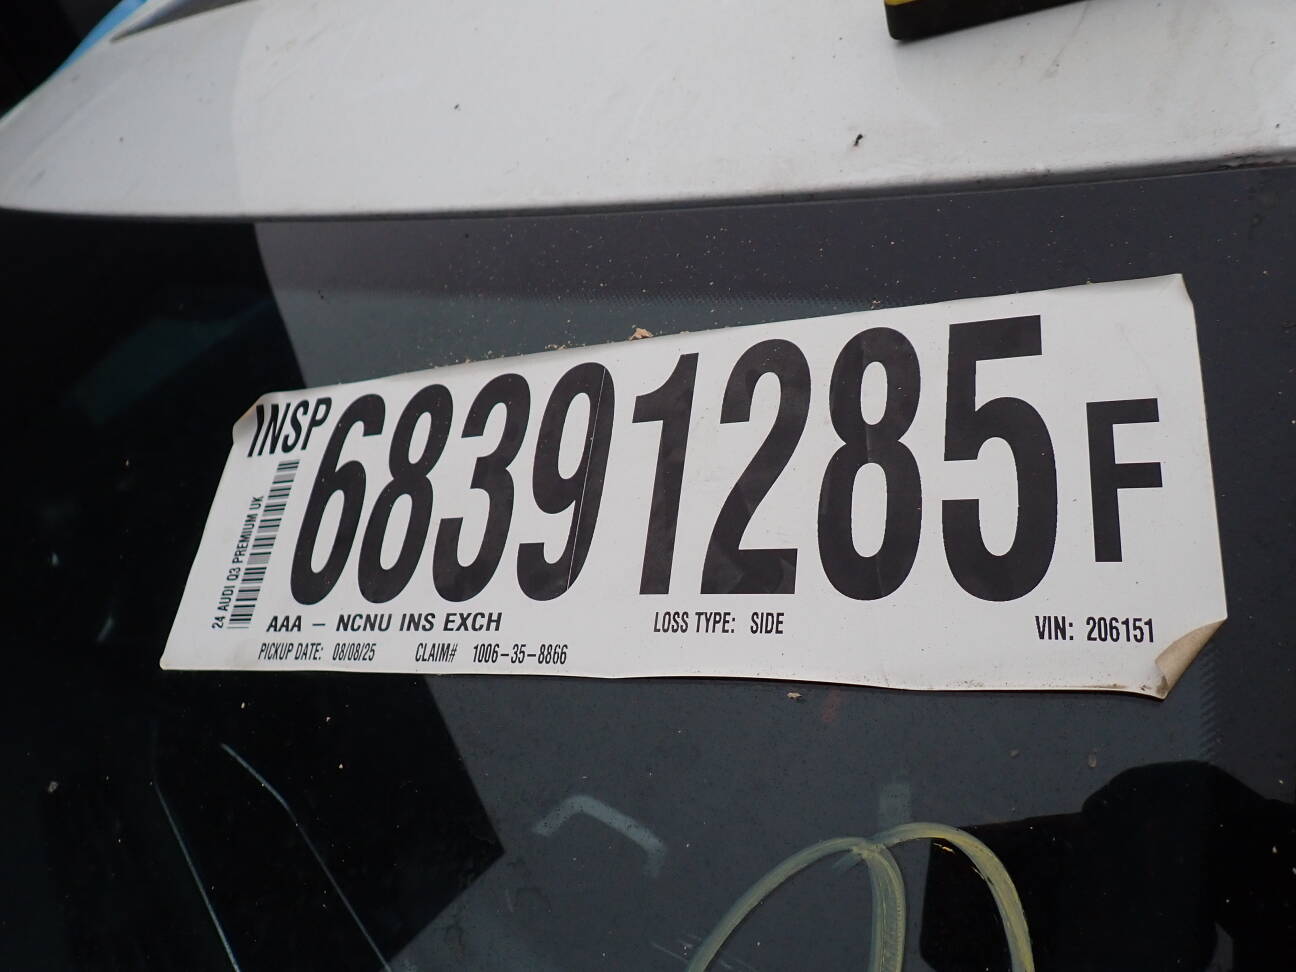 INSP 68391285 F
24 AUDI Q3 PREMIUM UK
AAA - NCNU INS EXCH LOSS TYPE: SIDE VIN: 206151
PICKUP DATE: 08/08/25 CLAIM# 1006-35-8866